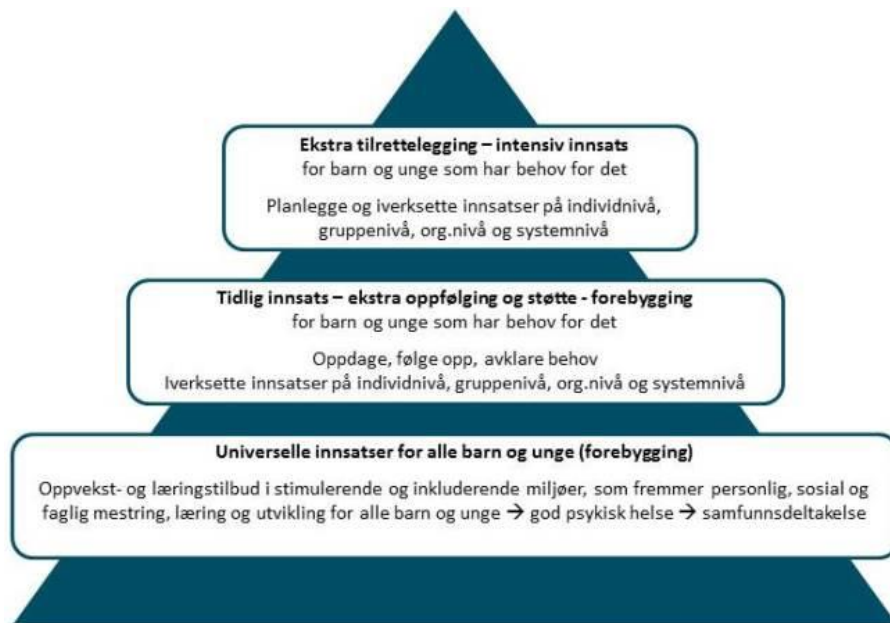 Ekstra tilrettelegging – intensiv innsats
for barn og unge som har behov for det
Planlegge og iverksette innsatser på individnivå,
gruppenivå, org.nivå og systemnivå
Tidlig innsats – ekstra oppfølging og støtte - forebygging
for barn og unge som har behov for det
Oppdage, følge opp, avklare behov
Iverksette innsatser på individnivå, gruppenivå, org.nivå og systemnivå
Universelle innsatser for alle barn og unge (forebygging)
Oppvekst- og læringstilbud i stimulerende og inkluderende miljøer, som fremmer personlig, sosial og
faglig mestring, læring og utvikling for alle barn og unge → god psykisk helse → samfunnsdeltakelse